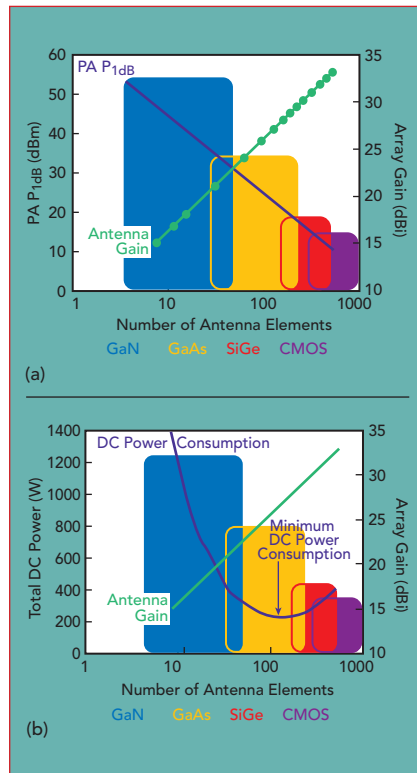 60
50
40
30
20
10
0
PA P1dB (dBm)
PA P1dB
Antenna
Gain
35
30
25
20
15
10
Array Gain (dBi)
1
10
100
1000
Number of Antenna Elements
GaN GaAs SiGe CMOS
(a)
1400
1200
1000
800
600
400
200
0
Total DC Power (W)
DC Power Consumption
Minimum
DC Power
Consumption
Antenna
Gain
35
30
25
20
15
10
Array Gain (dBi)
1
10
100
1000
Number of Antenna Elements
GaN GaAs SiGe CMOS
(b)